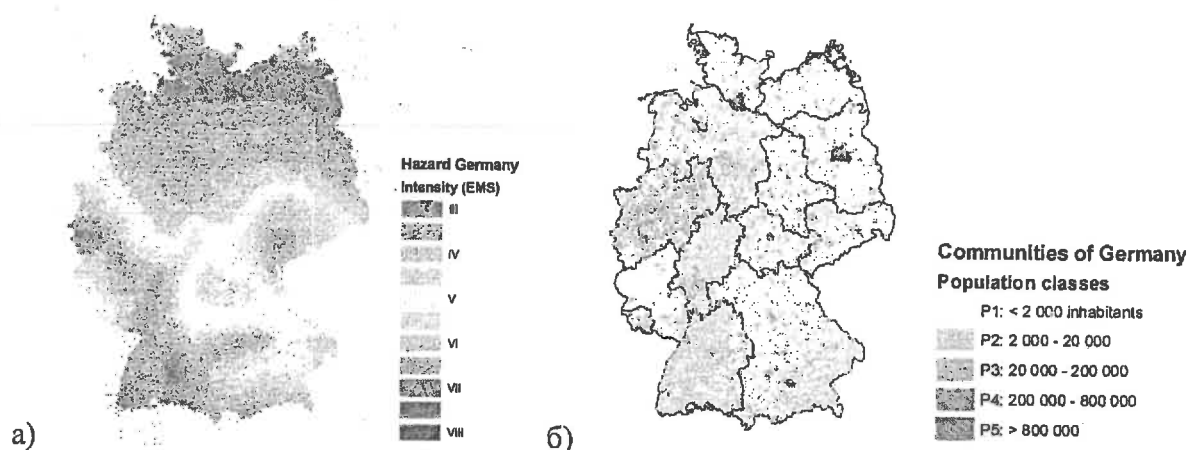 Hazard Germany
Intensity (EMS)
III
IV
V
VI
VII
VIII
а)
Communities of Germany
Population classes
P1: < 2 000 inhabitants
P2: 2 000 - 20 000
P3: 20 000 - 200 000
P4: 200 000 - 800 000
P5: > 800 000
б)